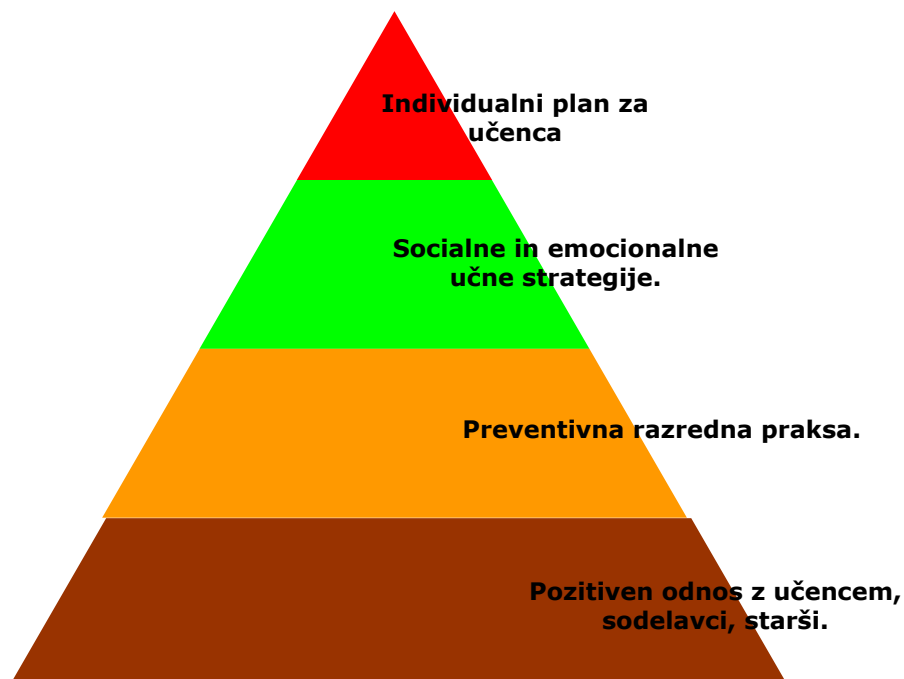 Individualni plan za
učenca
Socialne in emocionalne
učne strategije.
Preventivna razredna praksa.
Pozitiven odnos z učencem,
sodelavci, starši.